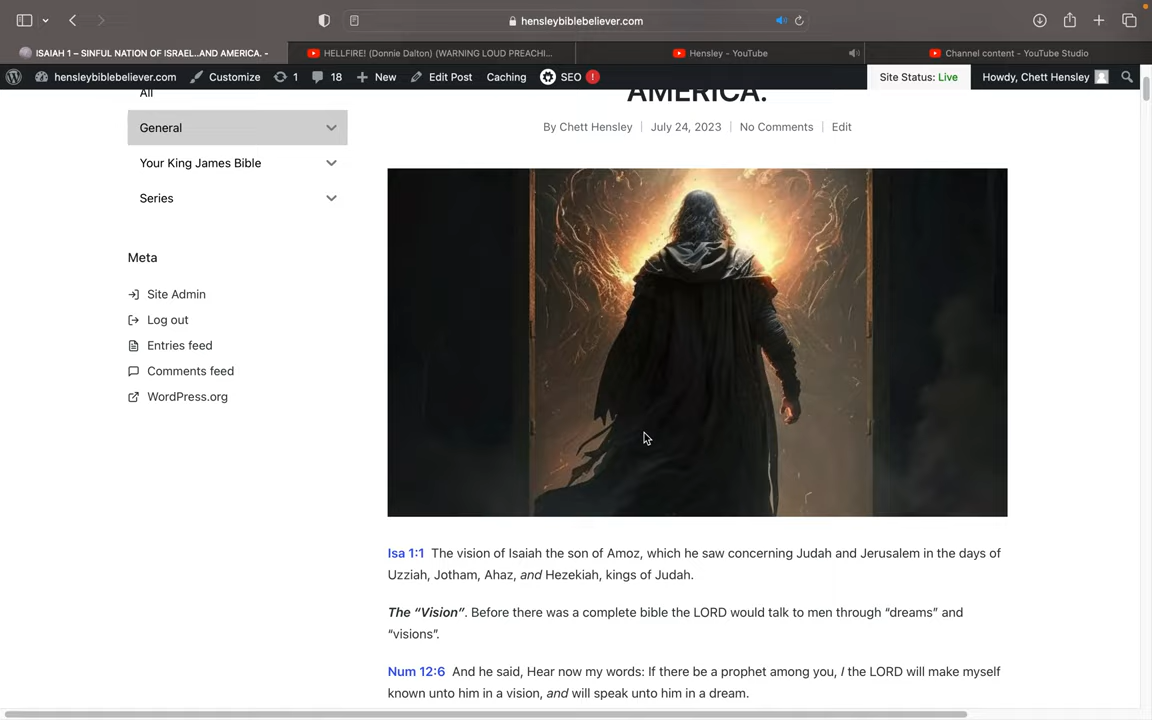 hensleybiblebeliever.com
ISAIAH 1 – SINFUL NATION OF ISRAEL..AND AMERICA. -
HELLFIRE! (Donnie Dalton) (WARNING LOUD PREACHI...
Hensley - YouTube
Channel content - YouTube Studio
hensleybiblebeliever.com
Customize
1
18
New
Edit Post
Caching
SEO !
Site Status: Live
Howdy, Chett Hensley
All
General
Your King James Bible
Series
Meta
Site Admin
Log out
Entries feed
Comments feed
WordPress.org
AMERICA.
By Chett Hensley | July 24, 2023 | No Comments | Edit
Isa 1:1 The vision of Isaiah the son of Amoz, which he saw concerning Judah and Jerusalem in the days of
Uzziah, Jotham, Ahaz, and Hezekiah, kings of Judah.
The “Vision”. Before there was a complete bible the LORD would talk to men through “dreams” and
“visions”.
Num 12:6 And he said, Hear now my words: If there be a prophet among you, I the LORD will make myself
known unto him in a vision, and will speak unto him in a dream.